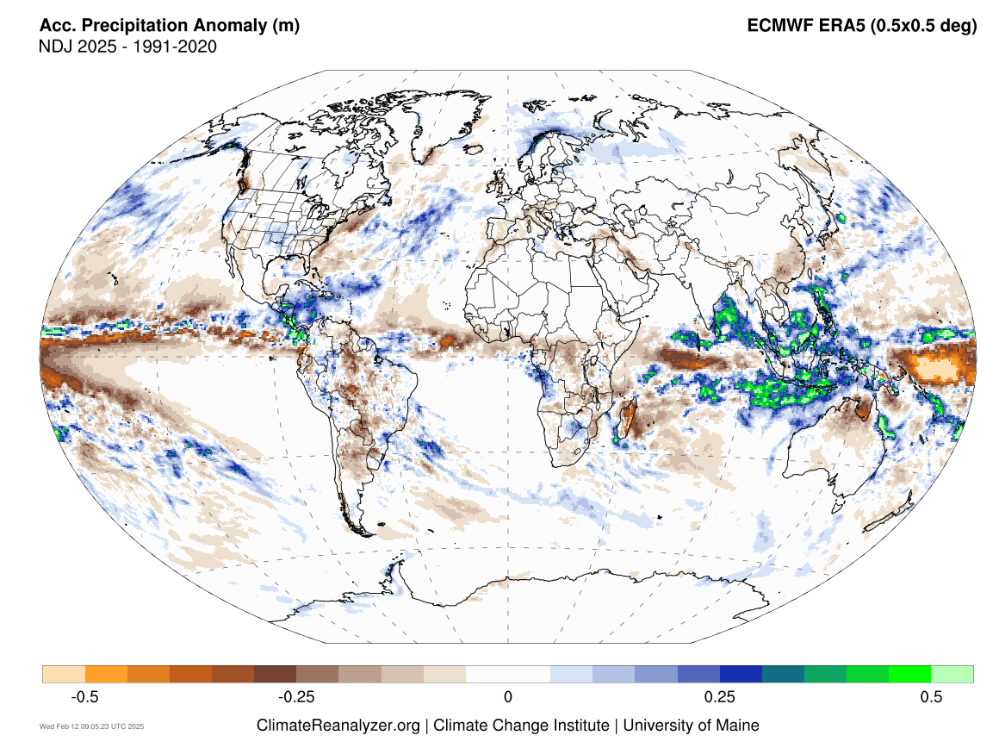 Acc. Precipitation Anomaly (m)
ECMWF ERA5 (0.5x0.5 deg)
NDJ 2025 - 1991-2020
-0.5 -0.25 0 0.25 0.5
Wed Feb 12 09:05:23 UTC 2025
ClimateReanalyzer.org | Climate Change Institute | University of Maine